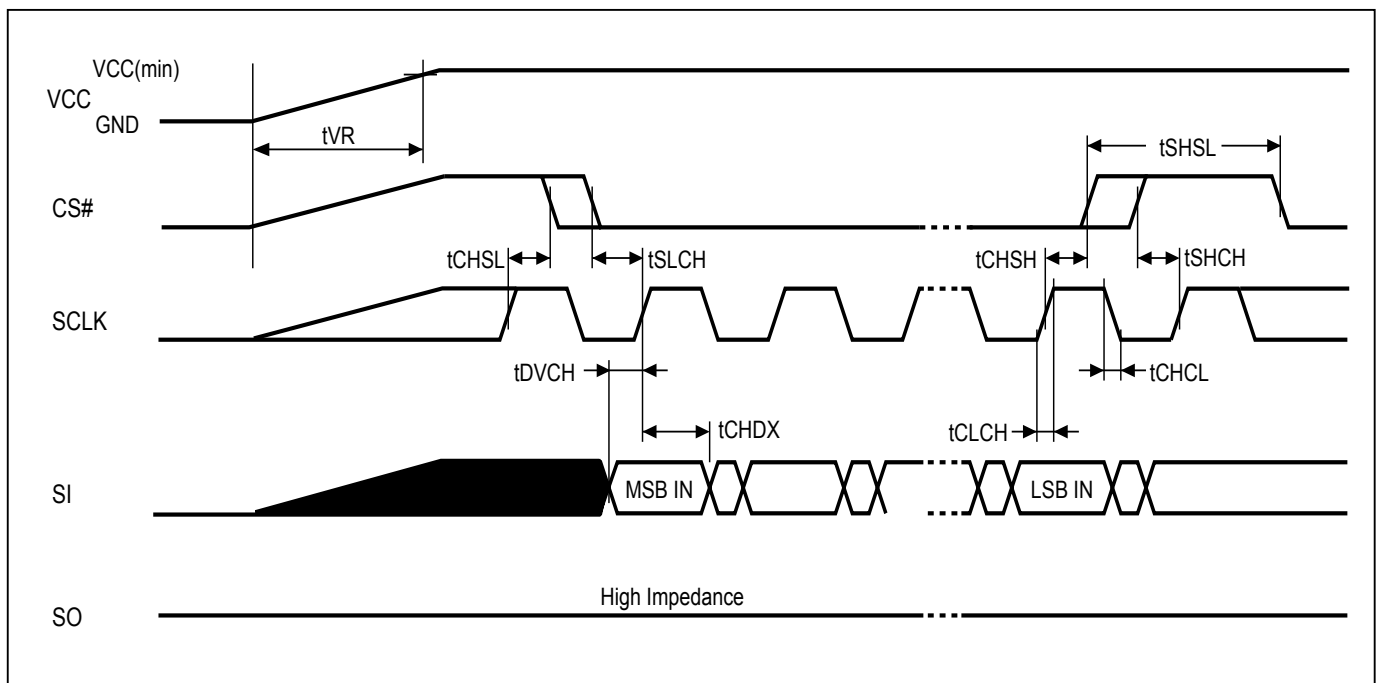 VCC(min)
VCC
GND
tVR
tSHSL
CS#
tCHSL
tSLCH
tCHSH
tSHCH
SCLK
tDVCH
tCHCL
tCHDX
tCLCH
SI
MSB IN
LSB IN
High Impedance
SO